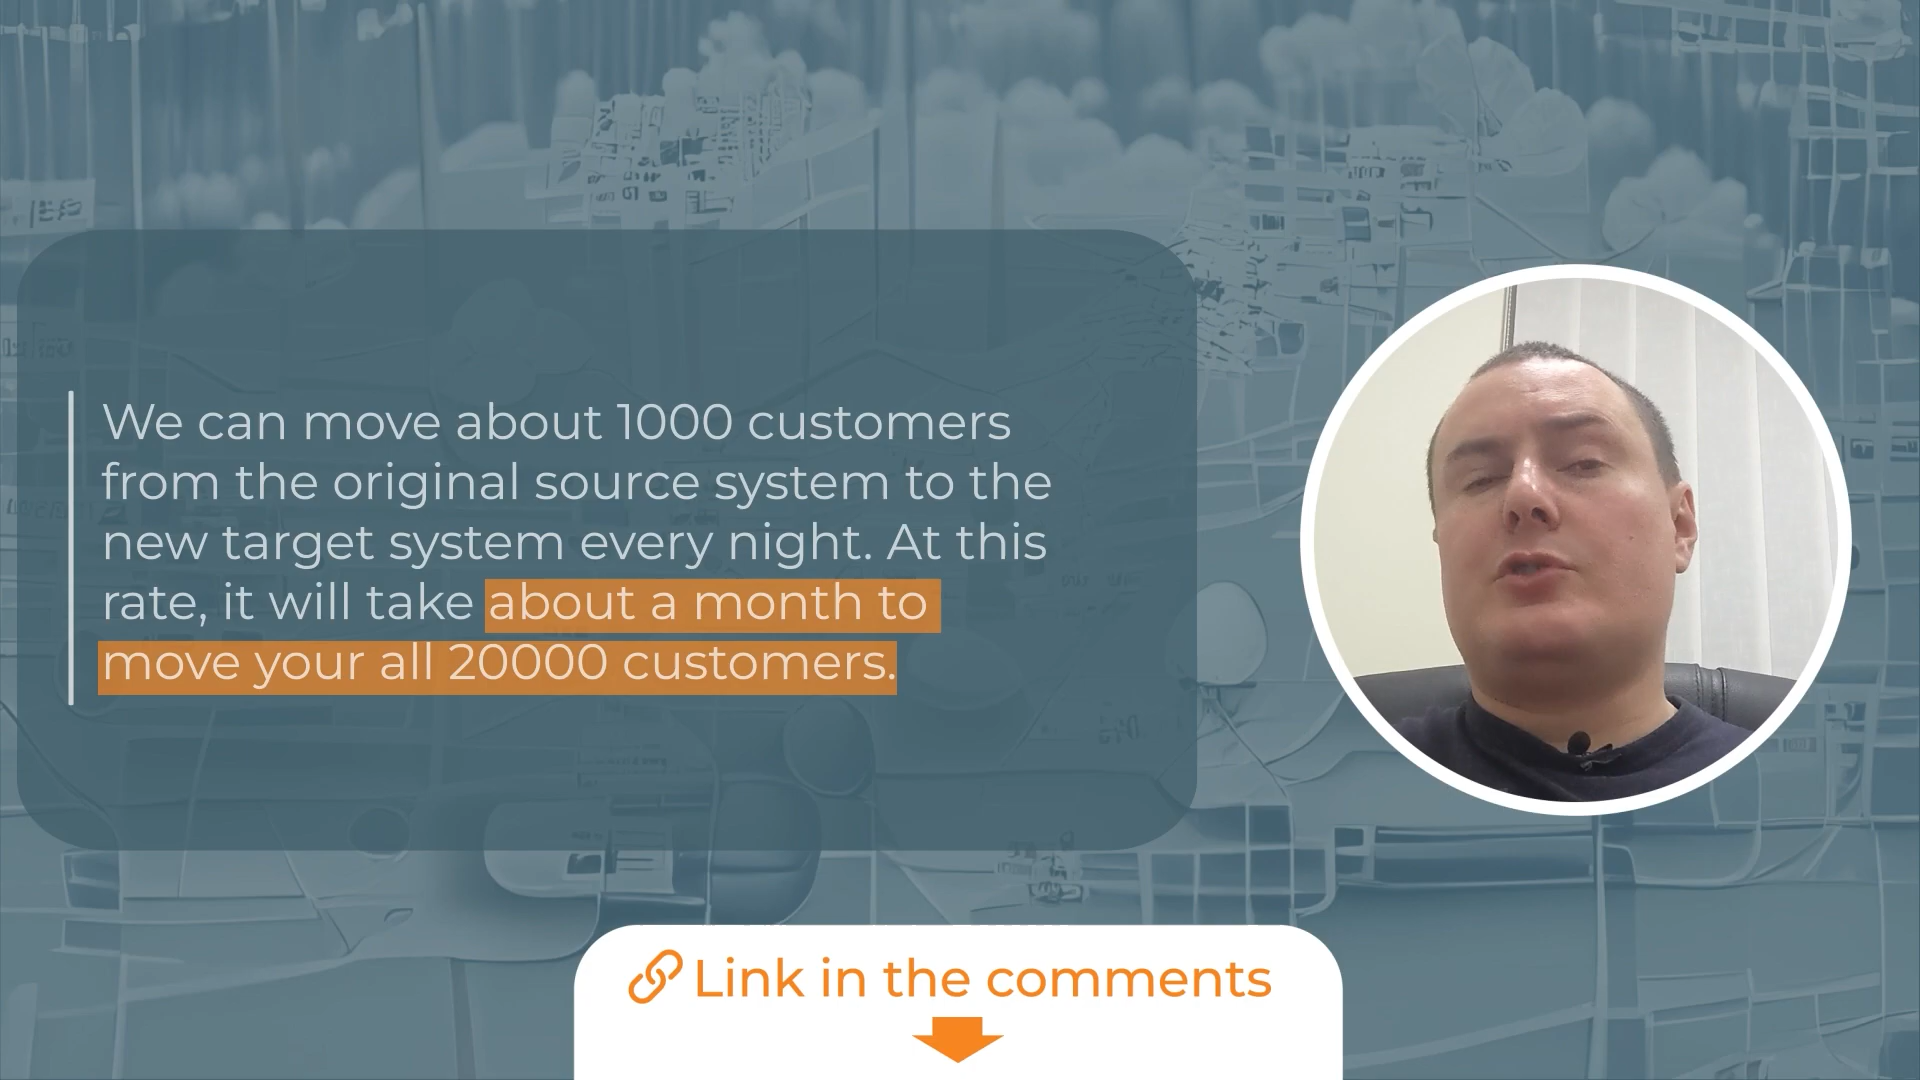 We can move about 1000 customers
from the original source system to the
new target system every night. At this
rate, it will take about a month to
move your all 20000 customers.
Link in the comments